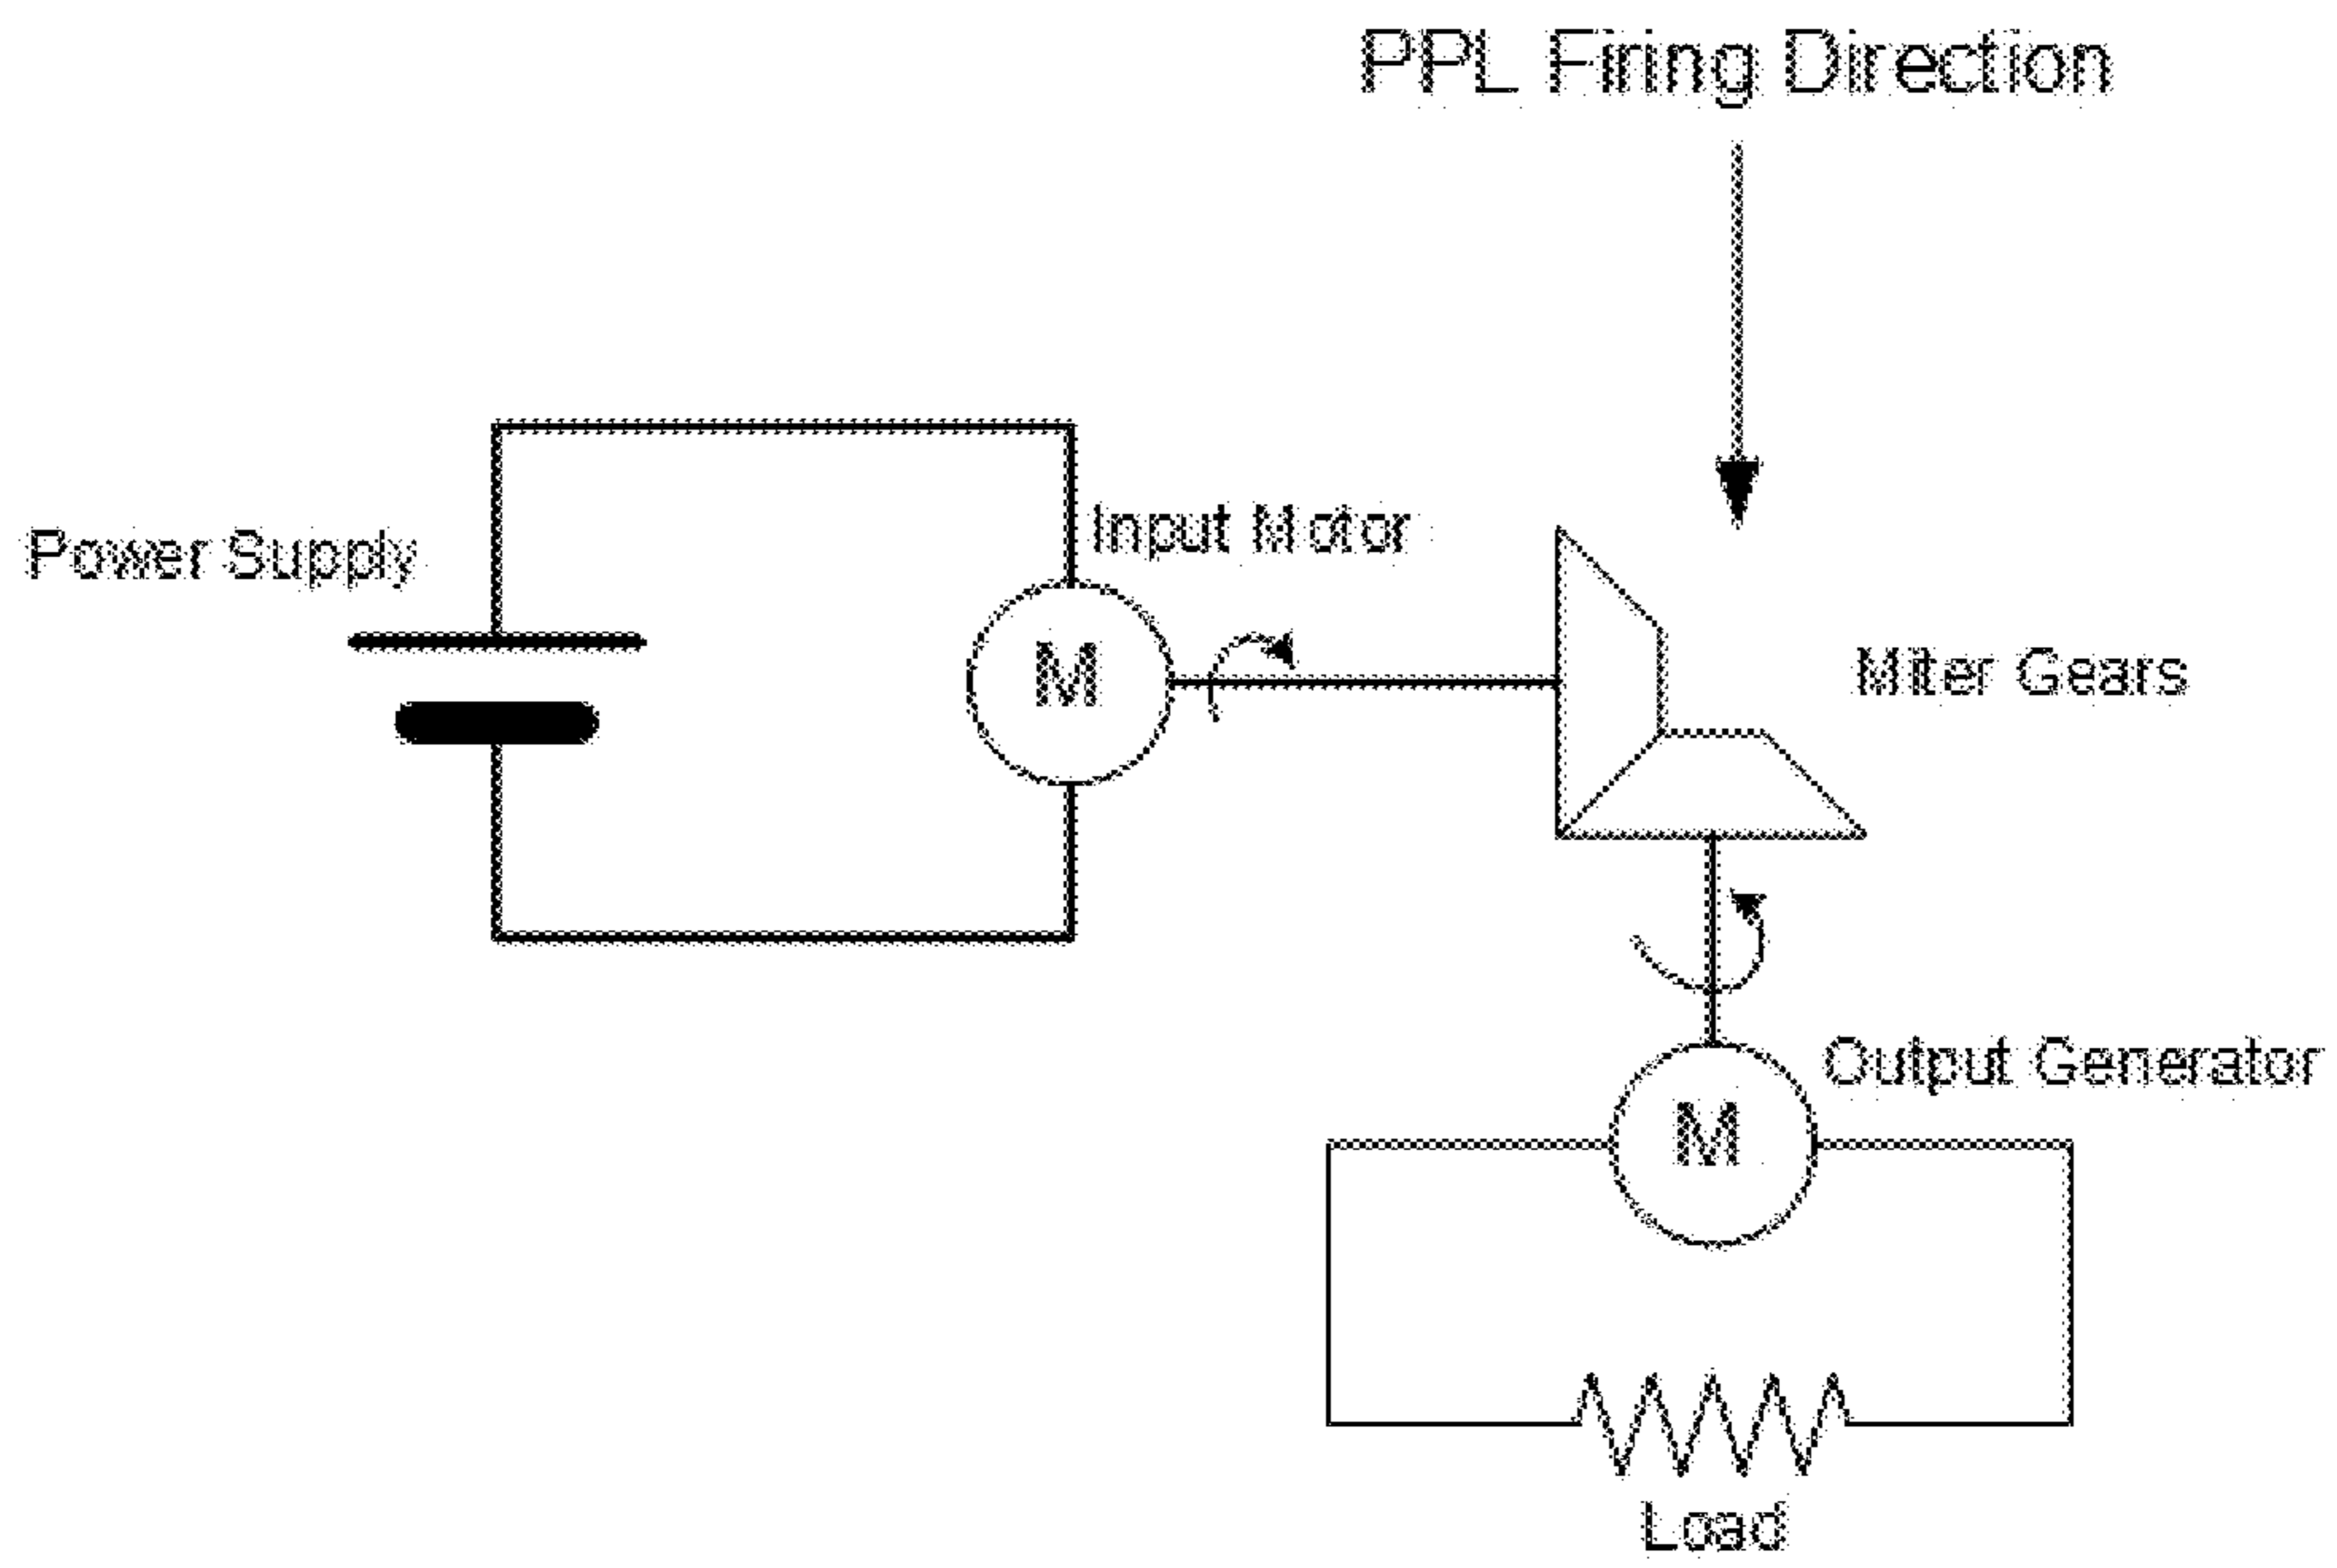 PPL Firing Direction
Power Supply
Input Motor
M
Miter Gears
Output Generator
M
Load